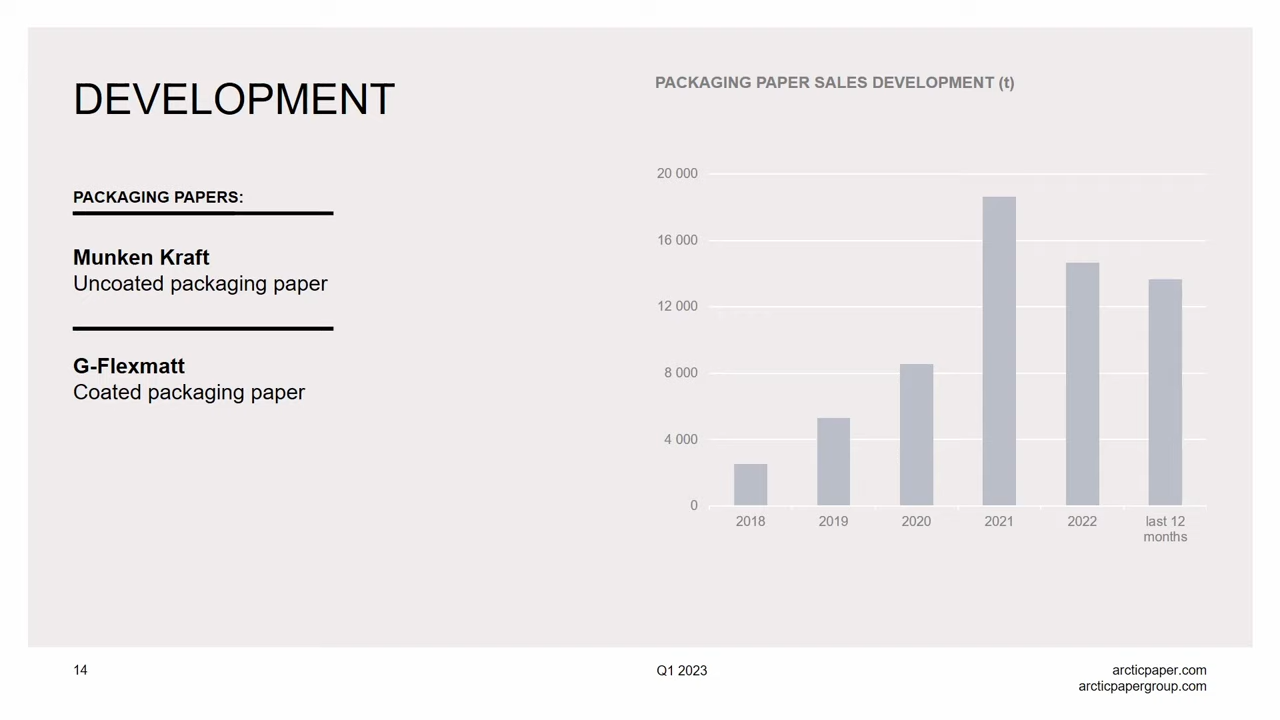 DEVELOPMENT
PACKAGING PAPERS:
Munken Kraft
Uncoated packaging paper
G-Flexmatt
Coated packaging paper
PACKAGING PAPER SALES DEVELOPMENT (t)
20 000
16 000
12 000
8 000
4 000
0
2018
2019
2020
2021
2022
last 12
months
14
Q1 2023
arcticpaper.com
arcticpapergroup.com